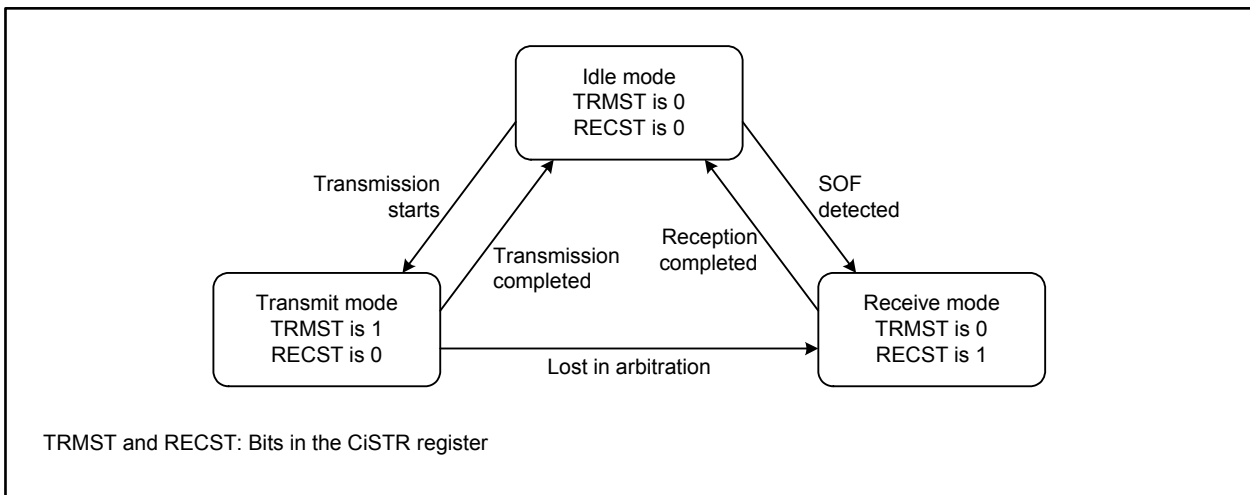 Idle mode
TRMST is 0
RECST is 0
Transmission
starts
SOF
detected
Transmission
completed
Reception
completed
Transmit mode
TRMST is 1
RECST is 0
Receive mode
TRMST is 0
RECST is 1
Lost in arbitration
TRMST and RECST: Bits in the CiSTR register